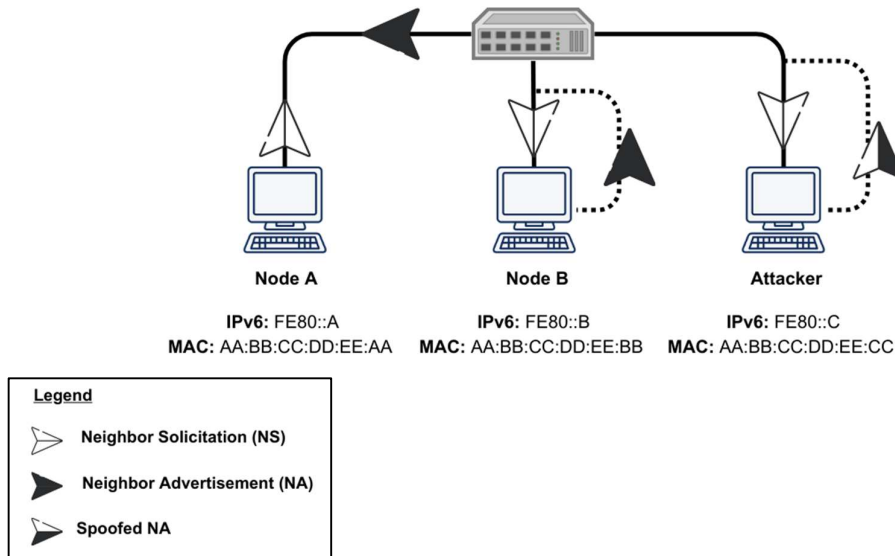 Node A
Node B
Attacker
IPv6: FE80::A
IPv6: FE80::B
IPv6: FE80::C
MAC: AA:BB:CC:DD:EE:AA
MAC: AA:BB:CC:DD:EE:BB
MAC: AA:BB:CC:DD:EE:CC
Legend
Neighbor Solicitation (NS)
Neighbor Advertisement (NA)
Spoofed NA